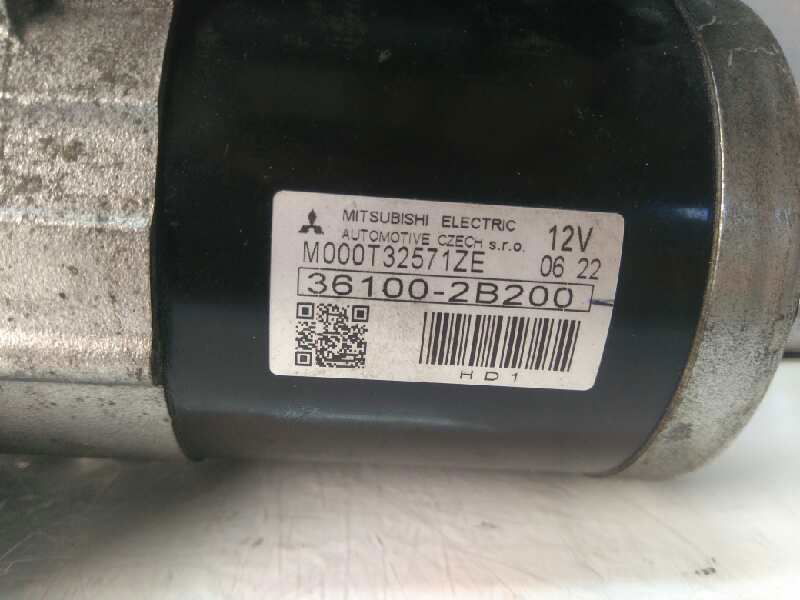 MITSUBISHI ELECTRIC
AUTOMOTIVE CZECH s.r.o. 12V
M000T32571ZE 06 22
36100-2B200
HD1